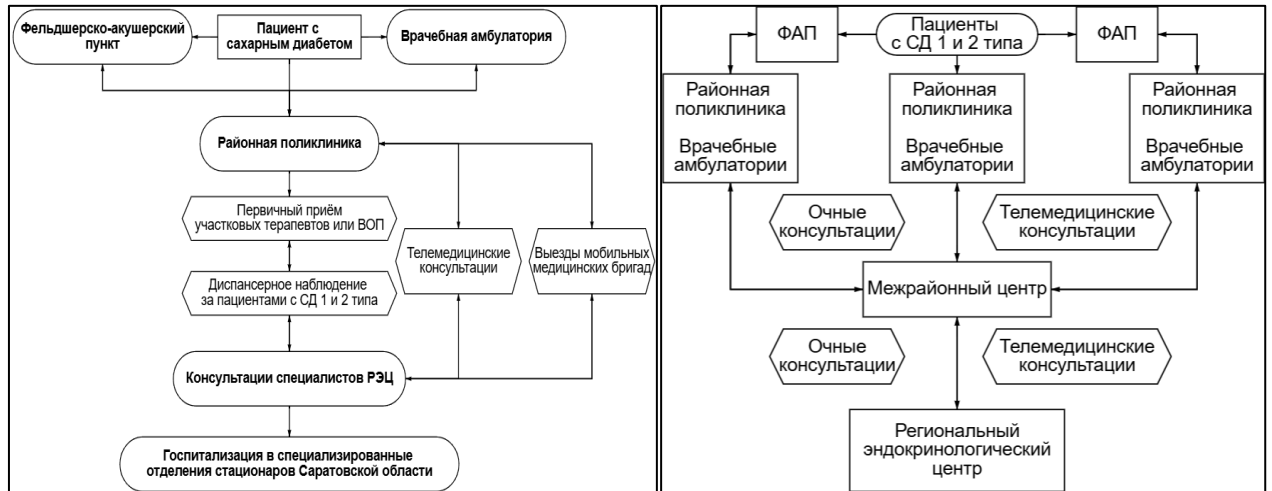 Фельдшерско-акушерский
пункт
Пациент с
сахарным диабетом
Врачебная амбулатория
Районная поликлиника
Первичный приём
участковых терапевтов или ВОП
Телемедицинские
консультации
Выезды мобильных
медицинских бригад
Диспансерное наблюдение
за пациентами с СД 1 и 2 типа
Консультации специалистов РЭЦ
Госпитализация в специализированные
отделения стационаров Саратовской области
ФАП
Пациенты
с СД 1 и 2 типа
ФАП
Районная
поликлиника
Врачебные
амбулатории
Районная
поликлиника
Врачебные
амбулатории
Районная
поликлиника
Врачебные
амбулатории
Очные
консультации
Телемедицинские
консультации
Межрайонный центр
Очные
консультации
Телемедицинские
консультации
Региональный
эндокринологический
центр